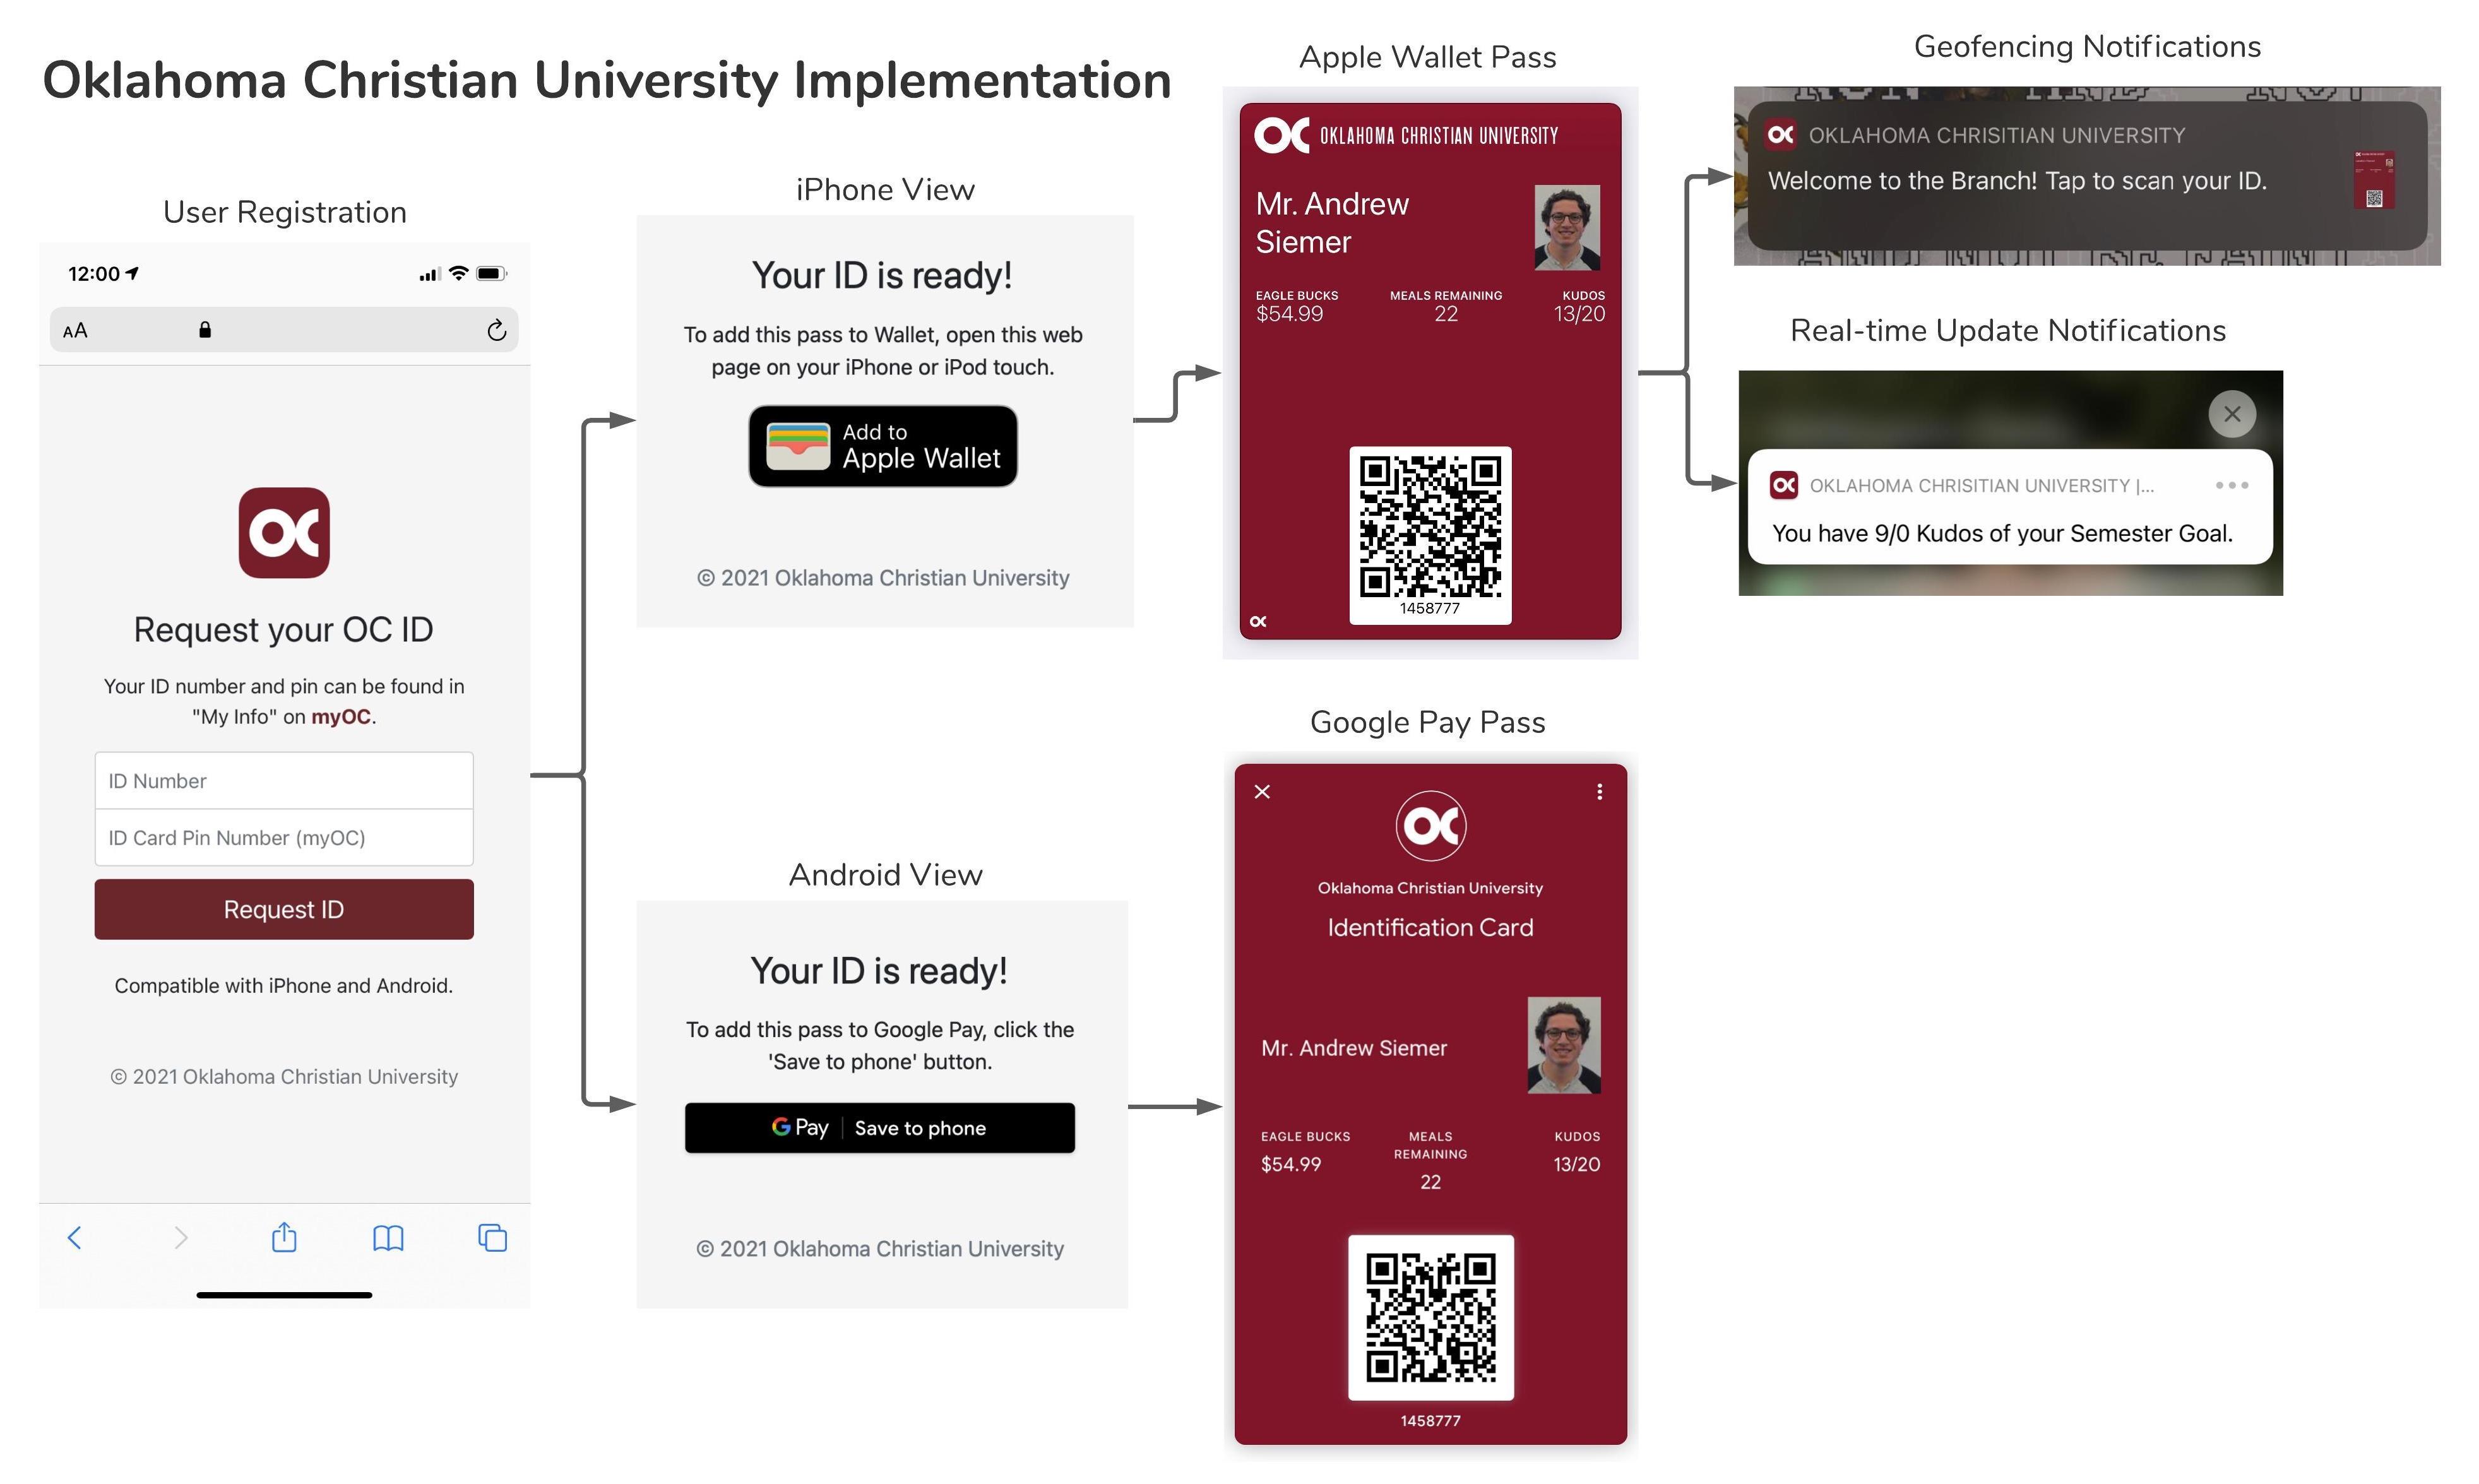 Oklahoma Christian University Implementation
User Registration
12:00
AA
OC
Request your OC ID
Your ID number and pin can be found in
"My Info" on myOC.
ID Number
ID Card Pin Number (myOC)
Request ID
Compatible with iPhone and Android.
© 2021 Oklahoma Christian University
iPhone View
Your ID is ready!
To add this pass to Wallet, open this web
page on your iPhone or iPod touch.
Add to
Apple Wallet
© 2021 Oklahoma Christian University
Android View
Your ID is ready!
To add this pass to Google Pay, click the
'Save to phone' button.
G Pay | Save to phone
© 2021 Oklahoma Christian University
Apple Wallet Pass
OC OKLAHOMA CHRISTIAN UNIVERSITY
Mr. Andrew
Siemer
EAGLE BUCKS MEALS REMAINING KUDOS
$54.99 22 13/20
1458777
OC
Google Pay Pass
OC
Oklahoma Christian University
Identification Card
Mr. Andrew Siemer
EAGLE BUCKS MEALS KUDOS
REMAINING
$54.99 13/20
22
1458777
Geofencing Notifications
OC OKLAHOMA CHRISITIAN UNIVERSITY
Welcome to the Branch! Tap to scan your ID.
Real-time Update Notifications
OC OKLAHOMA CHRISITIAN UNIVERSITY |...
You have 9/0 Kudos of your Semester Goal.